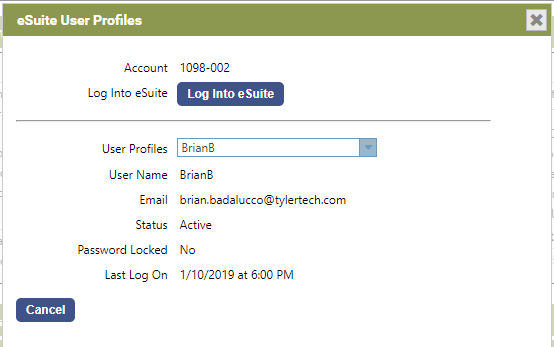 eSuite User Profiles
Account 1098-002
Log Into eSuite Log Into eSuite
User Profiles BrianB
User Name BrianB
Email brian.badalucco@tylertech.com
Status Active
Password Locked No
Last Log On 1/10/2019 at 6:00 PM
Cancel